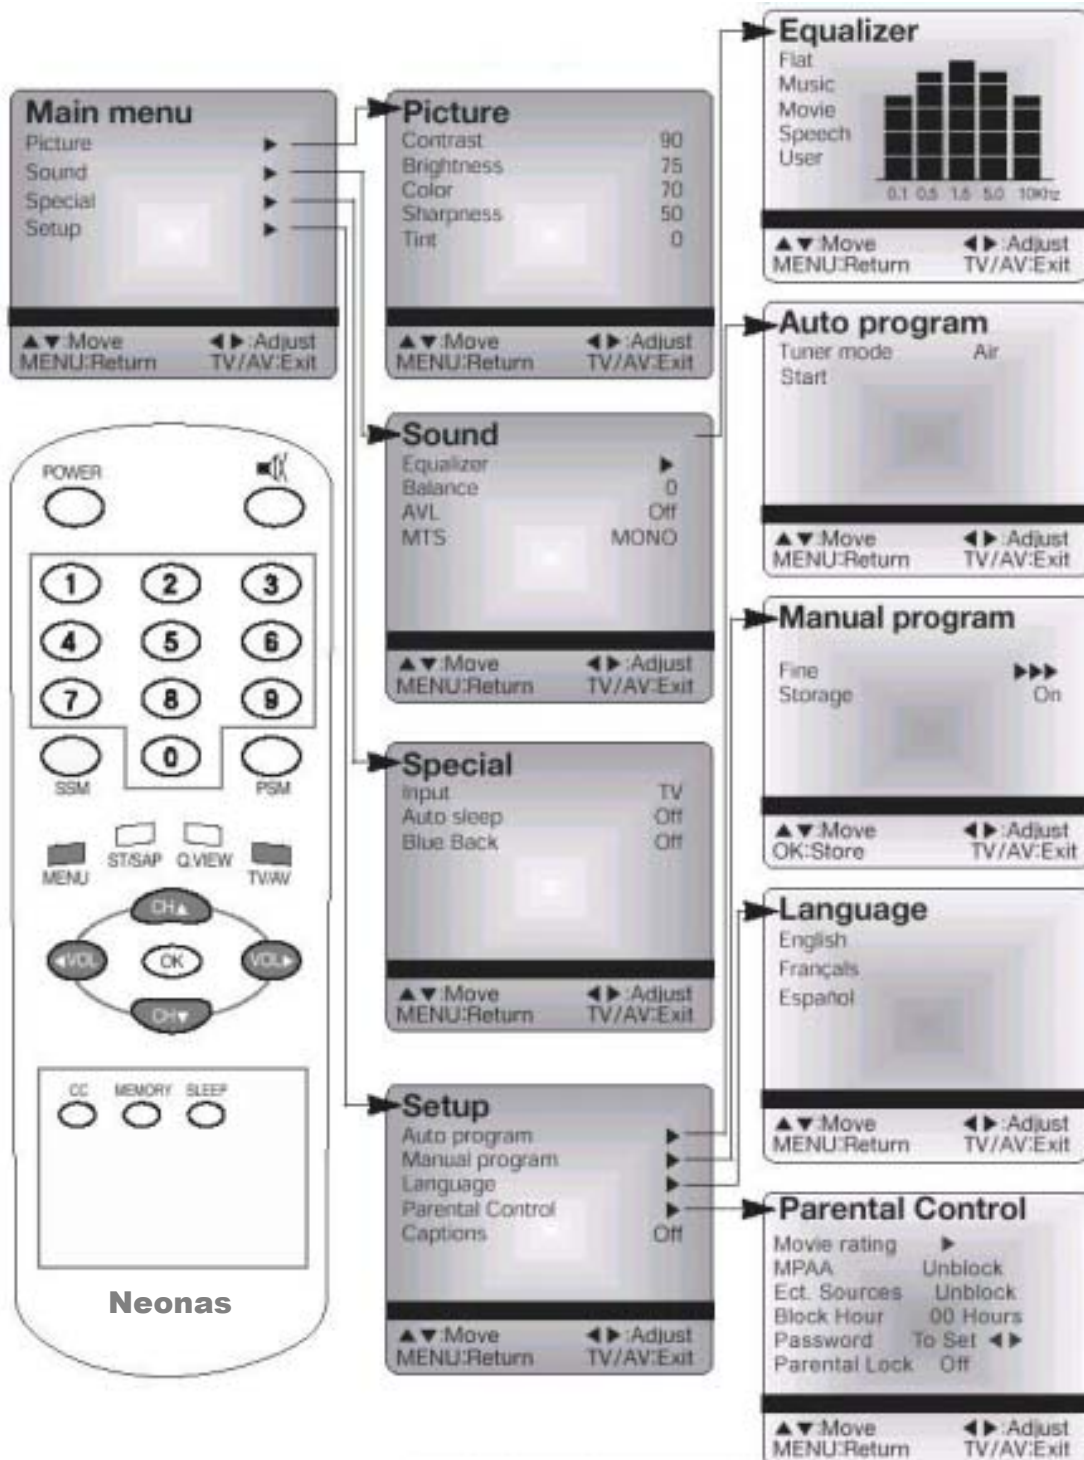 Main menu
Picture ▶
Sound ▶
Special ▶
Setup ▶
▲▼:Move ◀▶:Adjust
MENU:Return TV/AV:Exit
Picture
Contrast 90
Brightness 75
Color 70
Sharpness 50
Tint 0
▲▼:Move ◀▶:Adjust
MENU:Return TV/AV:Exit
Equalizer
Flat
Music
Movie
Speech
User
0.1 0.5 1.5 5.0 10KHz
▲▼:Move ◀▶:Adjust
MENU:Return TV/AV:Exit
Sound
Equalizer ▶
Balance 0
AVL Off
MTS MONO
▲▼:Move ◀▶:Adjust
MENU:Return TV/AV:Exit
Auto program
Tuner mode Air
Start
▲▼:Move ◀▶:Adjust
MENU:Return TV/AV:Exit
Special
Input TV
Auto sleep Off
Blue Back Off
▲▼:Move ◀▶:Adjust
MENU:Return TV/AV:Exit
Manual program
Fine ▶▶▶
Storage On
▲▼:Move ◀▶:Adjust
OK:Store TV/AV:Exit
Setup
Auto program ▶
Manual program ▶
Language ▶
Parental Control ▶
Captions Off
▲▼:Move ◀▶:Adjust
MENU:Return TV/AV:Exit
Language
English
Françals
Español
▲▼:Move ◀▶:Adjust
MENU:Return TV/AV:Exit
Parental Control
Movie rating ▶
MPAA Unblock
Ect. Sources Unblock
Block Hour 00 Hours
Password To Set ◀▶
Parental Lock Off
▲▼:Move ◀▶:Adjust
MENU:Return TV/AV:Exit
POWER
1 2 3
4 5 6
7 8 9
0
SSM PSM
MENU ST/SAP Q.VIEW TV/AV
CH▲
◀VOL OK VOL▶
CH▼
CC MEMORY SLEEP
Neonas